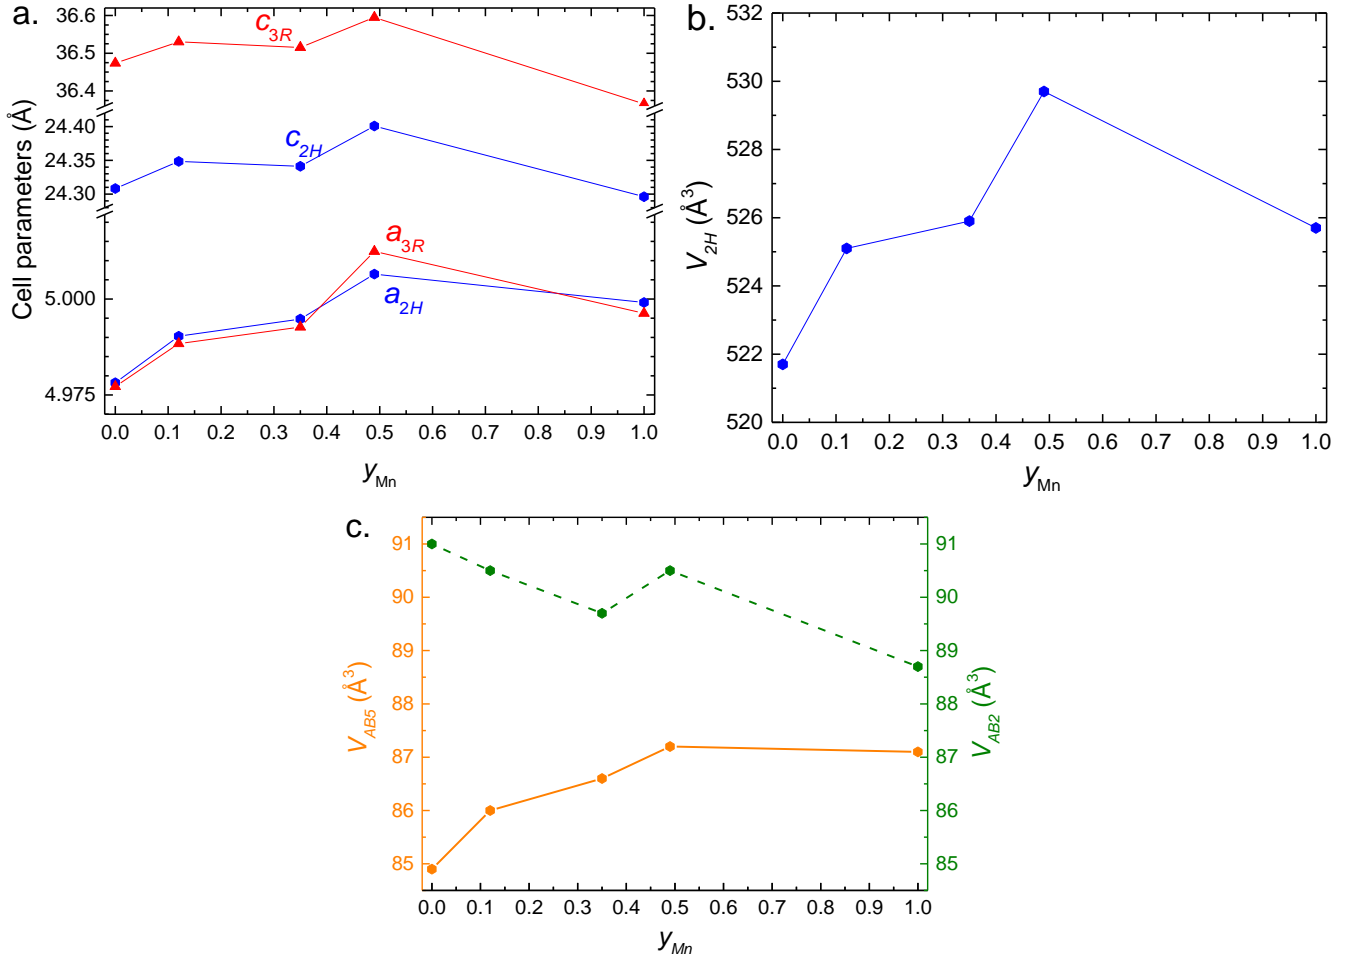 a.
Cell parameters (Å)
36.6
36.5
36.4
24.40
24.35
24.30
5.000
4.975
c3R
c2H
a3R
a2H
0.0 0.1 0.2 0.3 0.4 0.5 0.6 0.7 0.8 0.9 1.0
yMn
b.
V2H (Å3)
532
530
528
526
524
522
520
0.0 0.1 0.2 0.3 0.4 0.5 0.6 0.7 0.8 0.9 1.0
yMn
c.
VAB5 (Å3)
91
90
89
88
87
86
85
91
90
89
88
87
86
85
VAB2 (Å3)
0.0 0.1 0.2 0.3 0.4 0.5 0.6 0.7 0.8 0.9 1.0
yMn